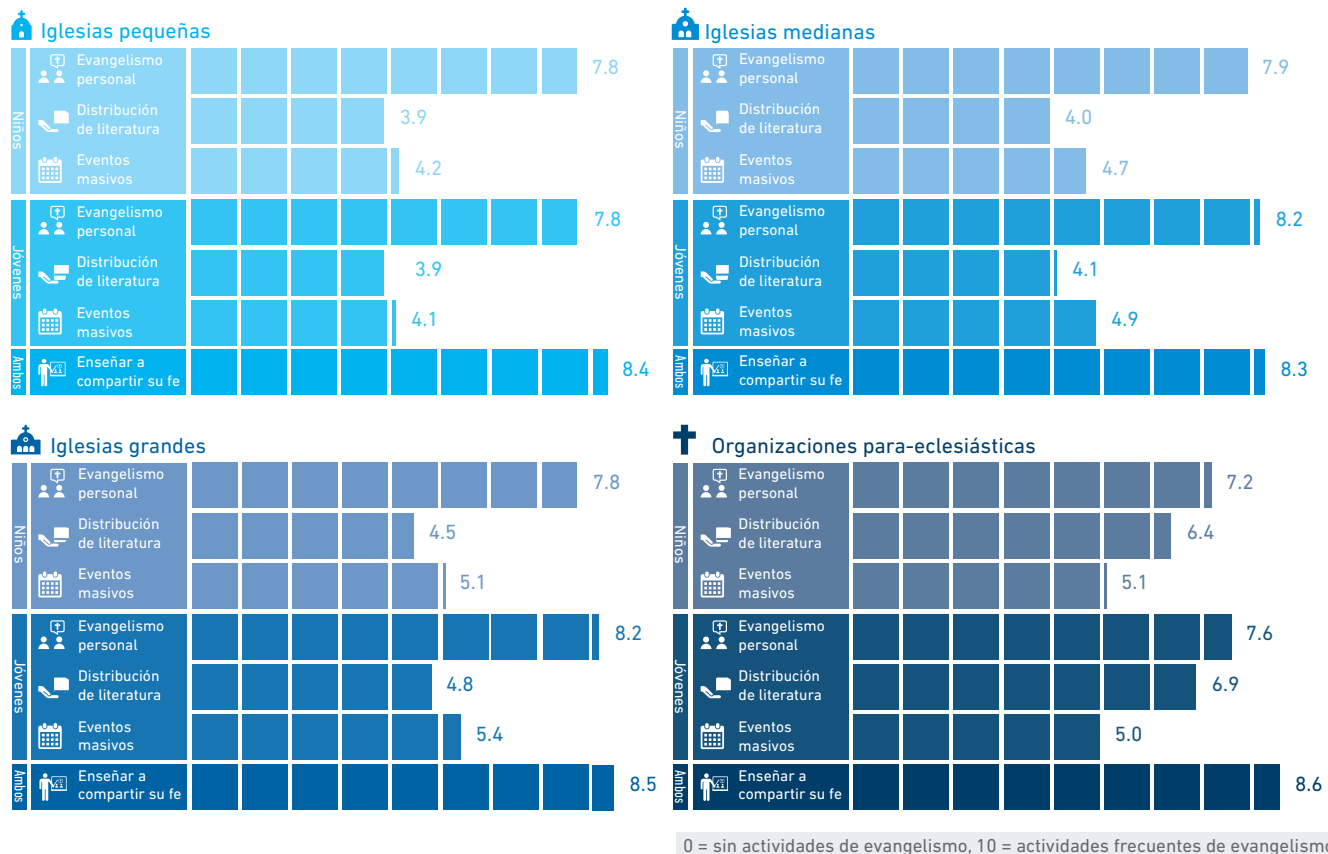 Iglesias pequeñas
Niños
Evangelismo
personal
7.8
Distribución
de literatura
3.9
Eventos
masivos
4.2
Jóvenes
Evangelismo
personal
7.8
Distribución
de literatura
3.9
Eventos
masivos
4.1
Ambos
Enseñar a
compartir su fe
8.4
Iglesias medianas
Niños
Evangelismo
personal
7.9
Distribución
de literatura
4.0
Eventos
masivos
4.7
Jóvenes
Evangelismo
personal
8.2
Distribución
de literatura
4.1
Eventos
masivos
4.9
Ambos
Enseñar a
compartir su fe
8.3
Iglesias grandes
Niños
Evangelismo
personal
7.8
Distribución
de literatura
4.5
Eventos
masivos
5.1
Jóvenes
Evangelismo
personal
8.2
Distribución
de literatura
4.8
Eventos
masivos
5.4
Ambos
Enseñar a
compartir su fe
8.5
Organizaciones para-eclesiásticas
Niños
Evangelismo
personal
7.2
Distribución
de literatura
6.4
Eventos
masivos
5.1
Jóvenes
Evangelismo
personal
7.6
Distribución
de literatura
6.9
Eventos
masivos
5.0
Ambos
Enseñar a
compartir su fe
8.6
0 = sin actividades de evangelismo, 10 = actividades frecuentes de evangelismo